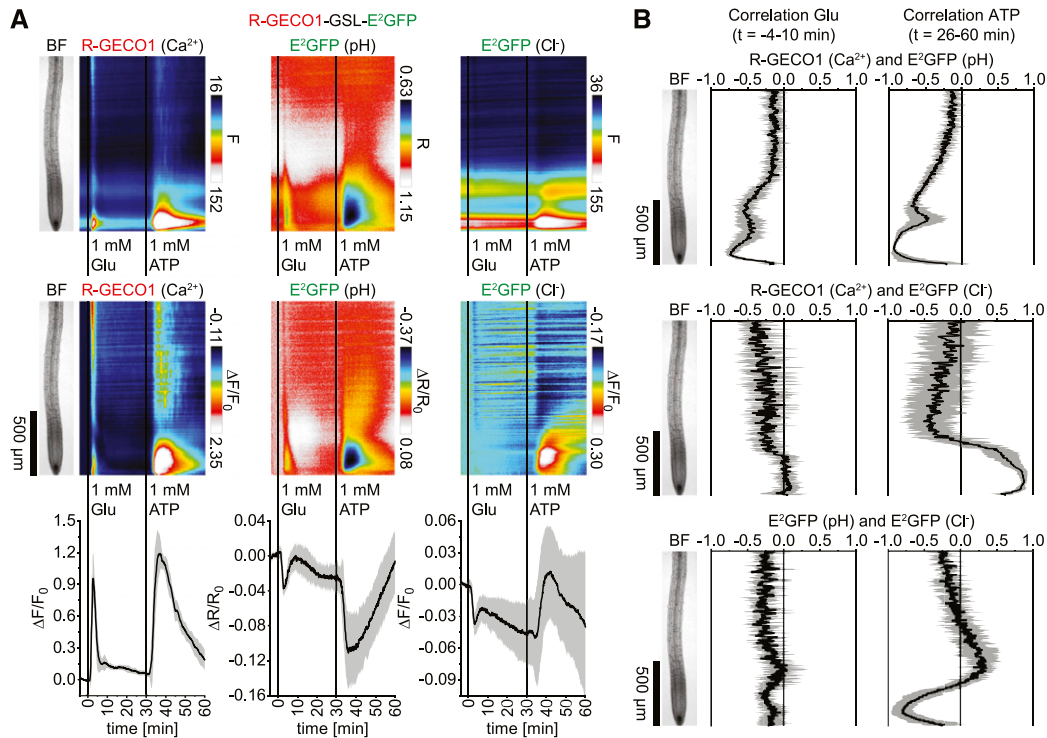 A
R-GECO1-GSL-E²GFP
BF R-GECO1 (Ca²⁺) E²GFP (pH) E²GFP (Cl⁻)
16 F 152
0.63 R 1.15
36 F 155
1 mM Glu 1 mM ATP
1 mM Glu 1 mM ATP
1 mM Glu 1 mM ATP
BF R-GECO1 (Ca²⁺) E²GFP (pH) E²GFP (Cl⁻)
500 µm
-0.11 ΔF/F₀ 2.35
-0.37 ΔR/R₀ 0.08
-0.17 ΔF/F₀ 0.30
1 mM Glu 1 mM ATP
1 mM Glu 1 mM ATP
1 mM Glu 1 mM ATP
ΔF/F₀
1.5
1.2
0.9
0.6
0.3
0.0
0 10 20 30 40 50 60
time [min]
ΔR/R₀
0.04
0.00
-0.04
-0.08
-0.12
-0.16
0 10 20 30 40 50 60
time [min]
ΔF/F₀
0.06
0.03
0.00
-0.03
-0.06
-0.09
0 10 20 30 40 50 60
time [min]
B
Correlation Glu
(t = -4-10 min)
Correlation ATP
(t = 26-60 min)
R-GECO1 (Ca²⁺) and E²GFP (pH)
BF -1.0 -0.5 0.0 0.5 -1.0 -0.5 0.0 0.5 1.0
500 µm
R-GECO1 (Ca²⁺) and E²GFP (Cl⁻)
BF -1.0 -0.5 0.0 0.5 -1.0 -0.5 0.0 0.5 1.0
500 µm
E²GFP (pH) and E²GFP (Cl⁻)
BF -1.0 -0.5 0.0 0.5 -1.0 -0.5 0.0 0.5 1.0
500 µm